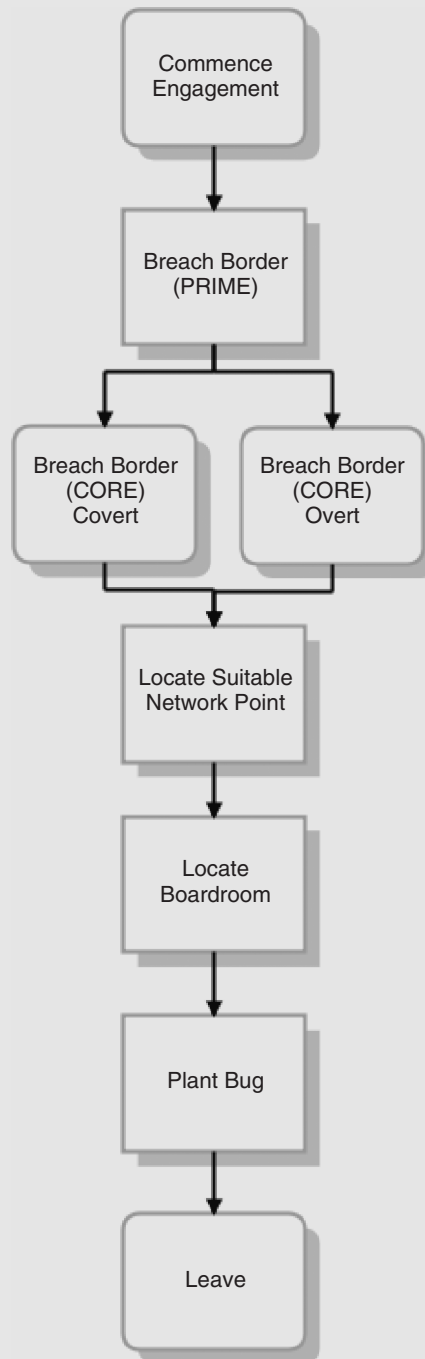 Commence
Engagement
Breach Border
(PRIME)
Breach Border
(CORE)
Covert
Breach Border
(CORE)
Overt
Locate Suitable
Network Point
Locate
Boardroom
Plant Bug
Leave